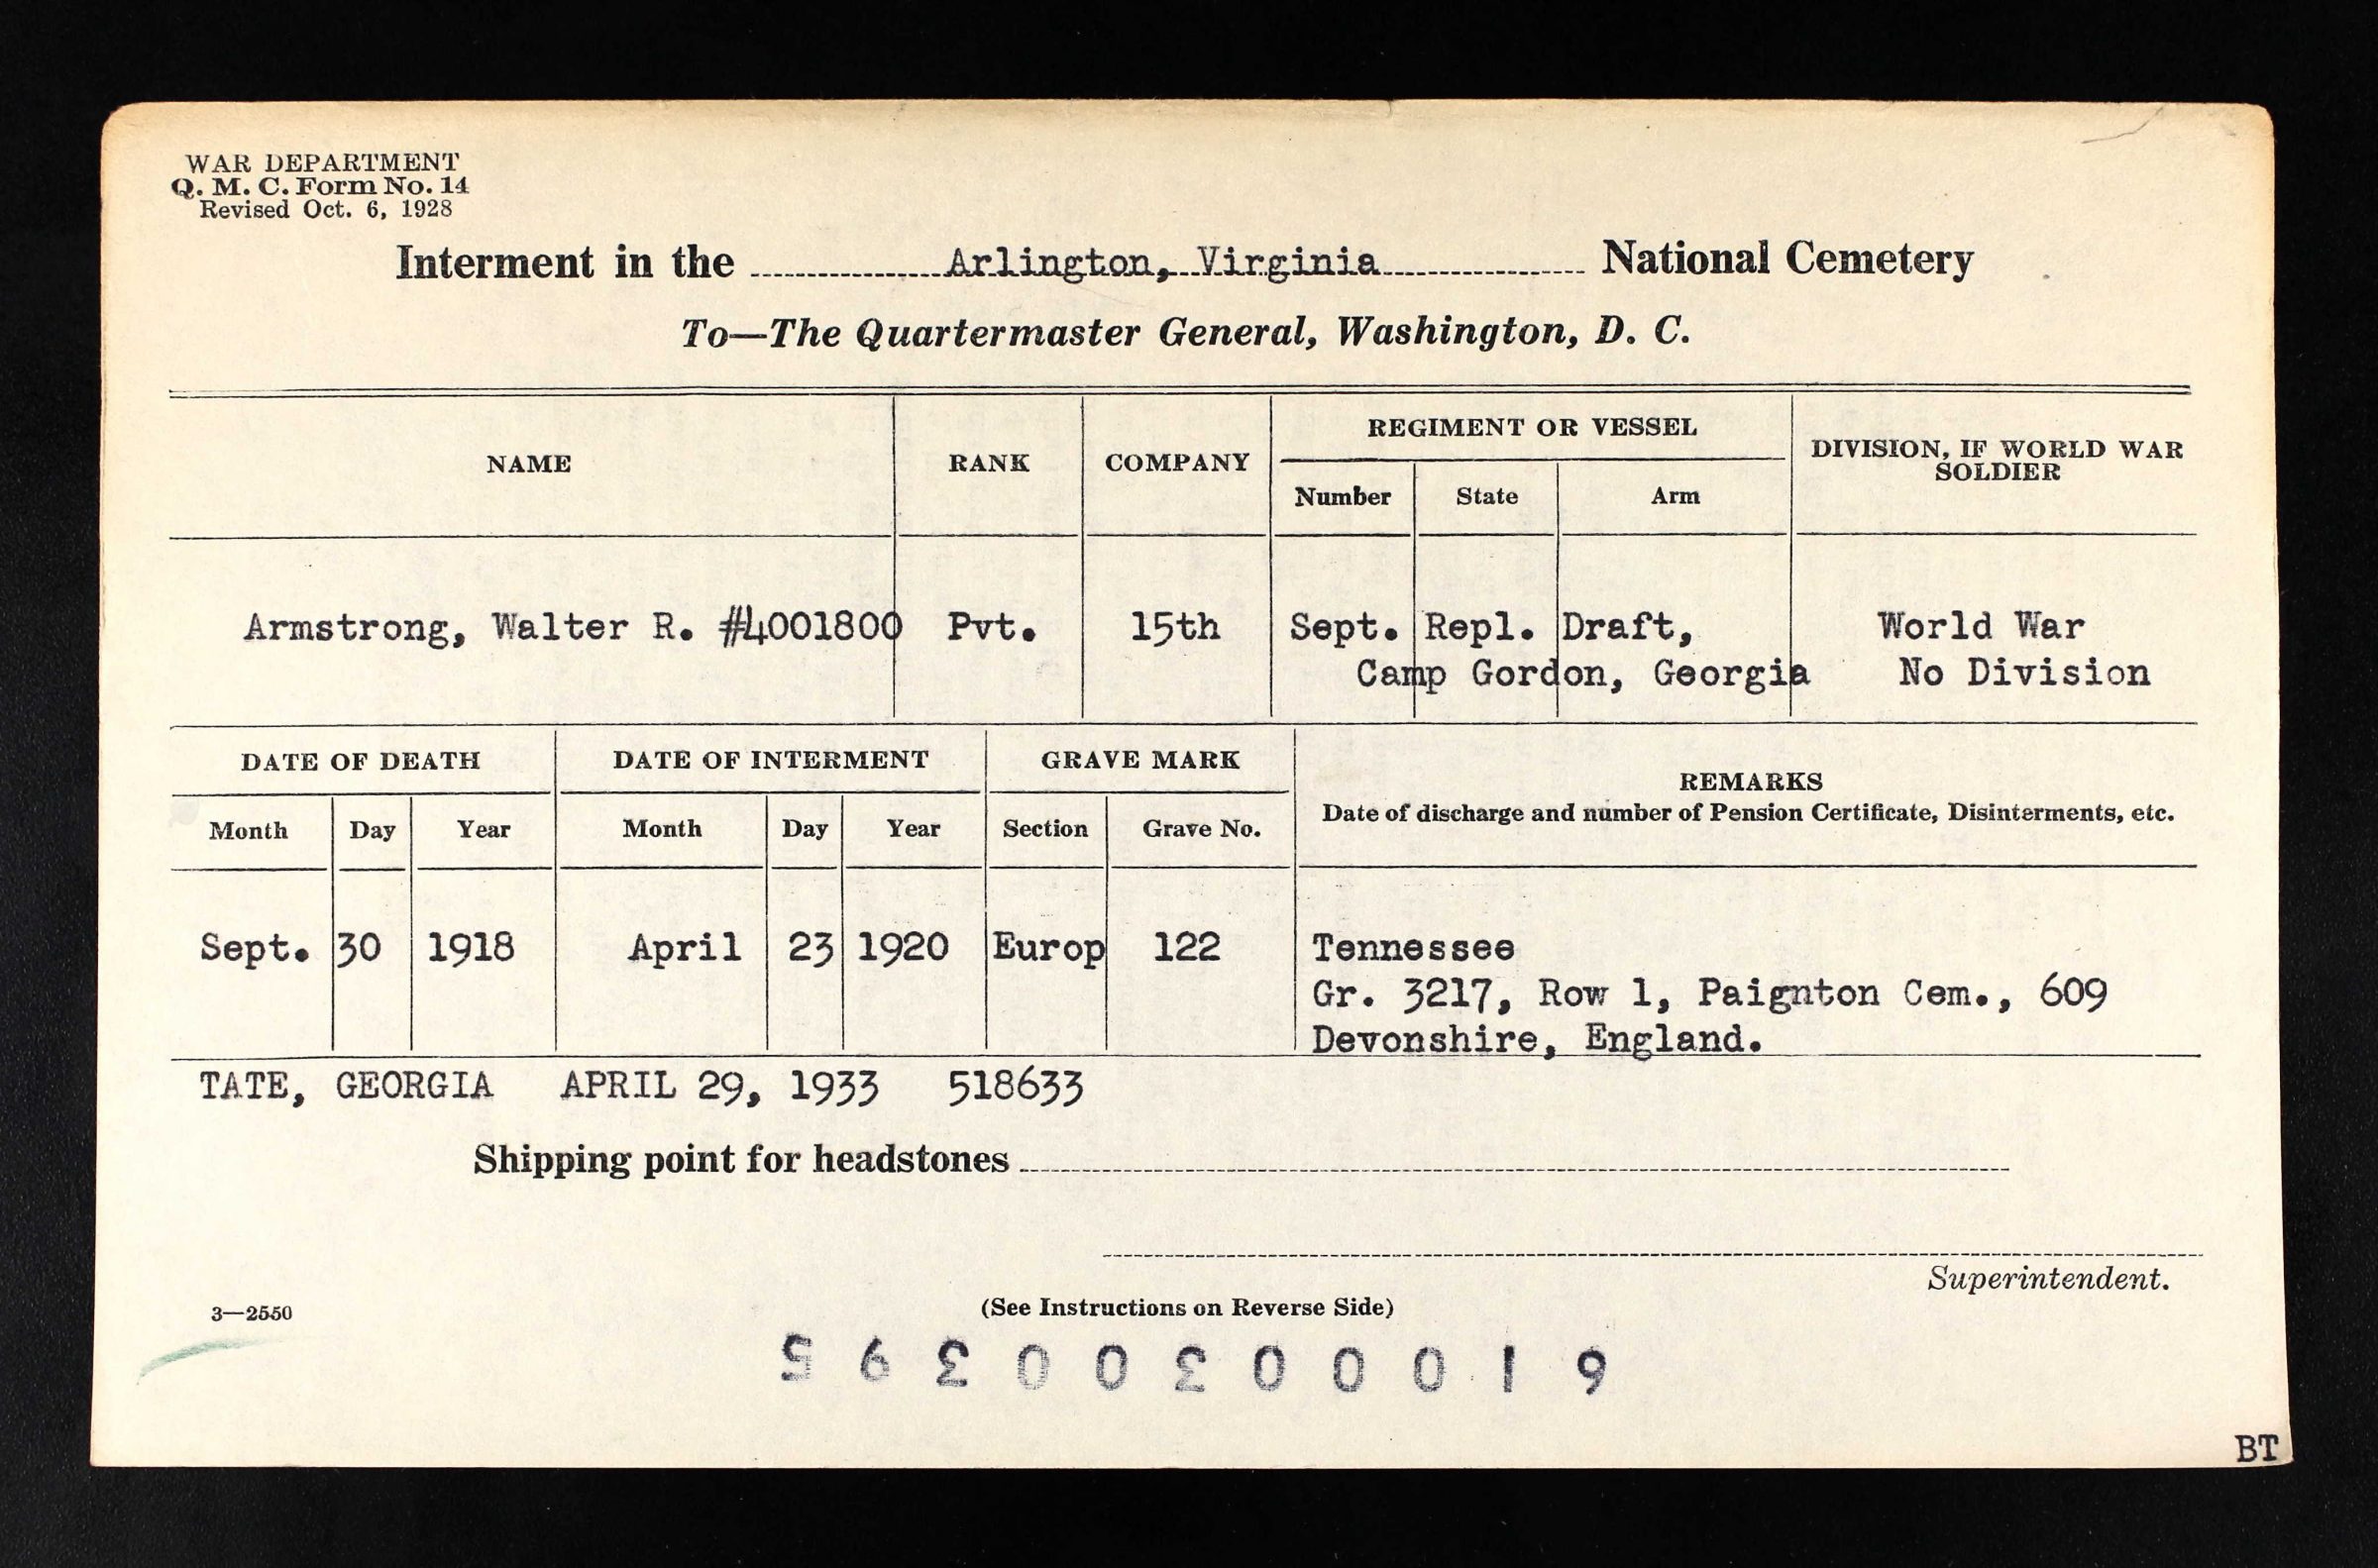 WAR DEPARTMENT
Q. M. C. Form No. 14
Revised Oct. 6, 1928
Interment in the Arlington, Virginia National Cemetery
To—The Quartermaster General, Washington, D. C.
NAME
RANK
COMPANY
REGIMENT OR VESSEL
Number
State
Arm
DIVISION, IF WORLD WAR
SOLDIER
Armstrong, Walter R. #4001800 Pvt. 15th Sept. Repl. Draft, World War
Camp Gordon, Georgia No Division
DATE OF DEATH
DATE OF INTERMENT
GRAVE MARK
REMARKS
Date of discharge and number of Pension Certificate, Disinterments, etc.
Month Day Year Month Day Year Section Grave No.
Sept. 30 1918 April 23 1920 Europ 122 Tennessee
Gr. 3217, Row 1, Paignton Cem., 609
Devonshire, England.
TATE, GEORGIA APRIL 29, 1933 518633
Shipping point for headstones
Superintendent.
3—2550
(See Instructions on Reverse Side)
5 9 3 0 0 3 0 0 0 1 6
BT